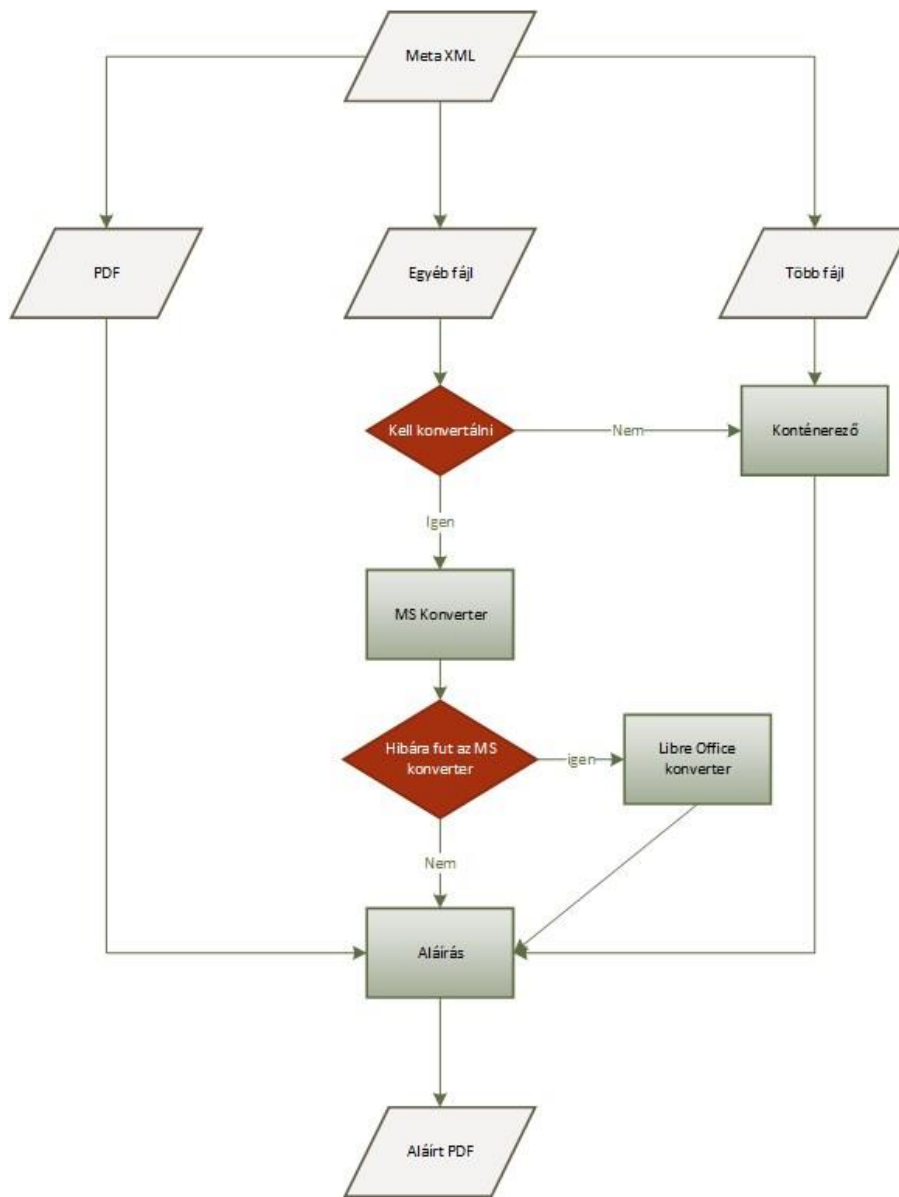 Meta XML
PDF
Egyéb fájl
Több fájl
Kell konvertálni
Nem
Konténerező
Igen
MS Konverter
Hibára fut az MS
konverter
igen
Libre Office
konverter
Nem
Aláírás
Aláírt PDF